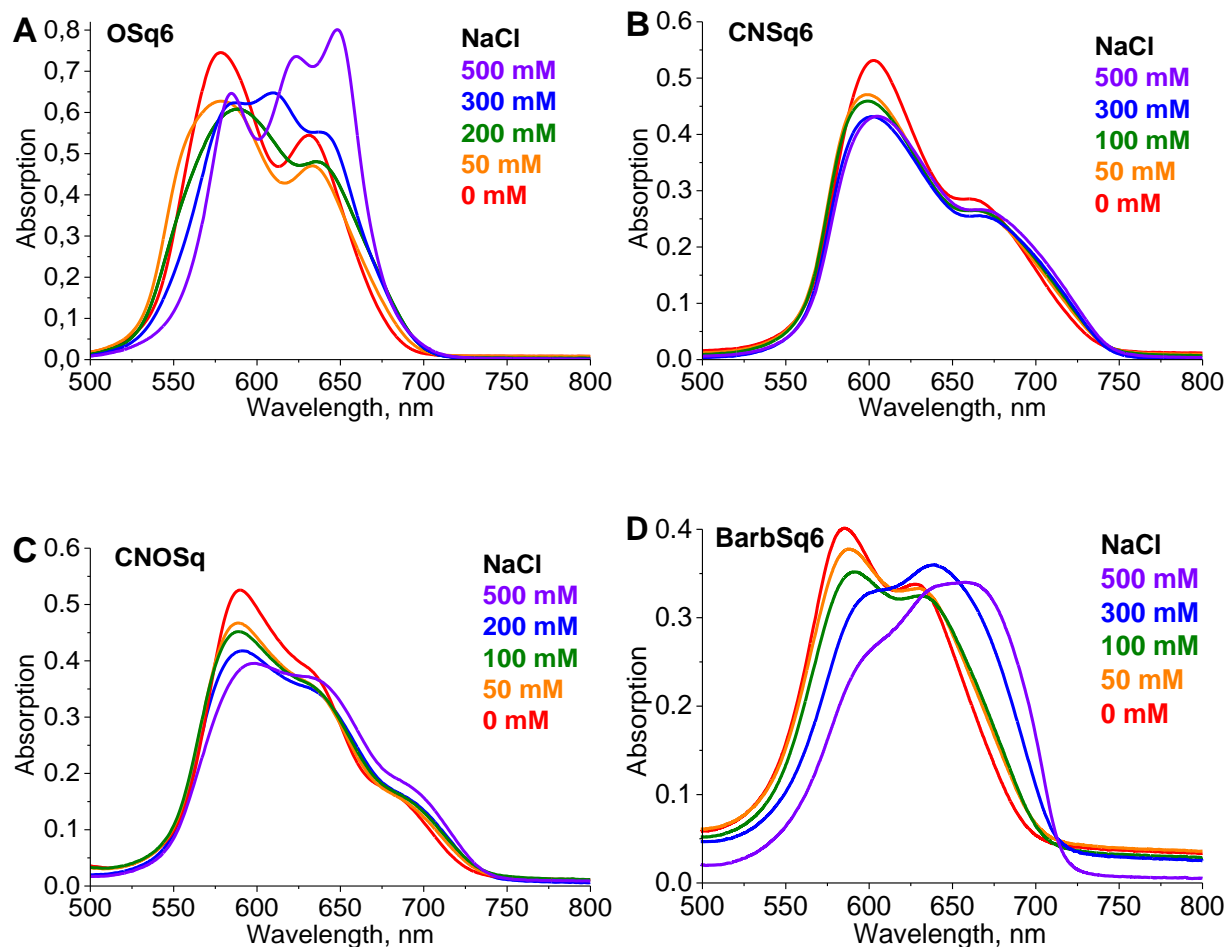 A
OSq6
NaCl
500 mM
300 mM
200 mM
50 mM
0 mM
Absorption
0,8
0,7
0,6
0,5
0,4
0,3
0,2
0,1
0,0
500 550 600 650 700 750 800
Wavelength, nm
B
CNSq6
NaCl
500 mM
300 mM
100 mM
50 mM
0 mM
Absorption
0.6
0.5
0.4
0.3
0.2
0.1
0.0
500 550 600 650 700 750 800
Wavelength, nm
C
CNOSq
NaCl
500 mM
200 mM
100 mM
50 mM
0 mM
Absorption
0.6
0.5
0.4
0.3
0.2
0.1
0.0
500 550 600 650 700 750 800
Wavelength, nm
D
BarbSq6
NaCl
500 mM
300 mM
100 mM
50 mM
0 mM
Absorption
0.4
0.3
0.2
0.1
0.0
500 550 600 650 700 750 800
Wavelength, nm